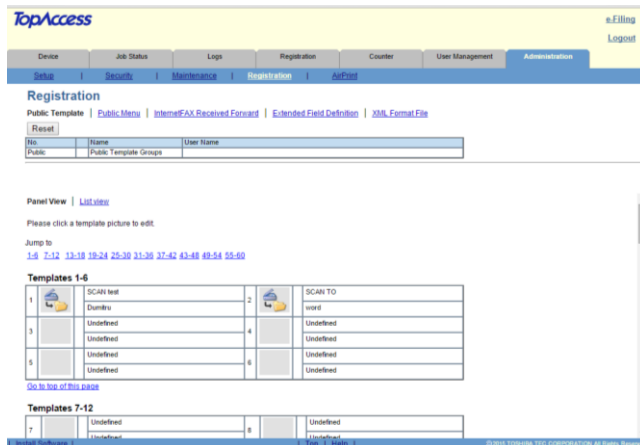 TopAccess
e-Filing
Logout
Device Job Status Logs Registration Counter User Management Administration
Setup | Security | Maintenance | Registration | AirPrint
Registration
Public Template | Public Menu | InternetFAX Received Forward | Extended Field Definition | XML Format File
Reset
No. Name User Name
Public Public Template Groups
Panel View | List view
Please click a template picture to edit.
Jump to
1-6 7-12 13-18 19-24 25-30 31-36 37-42 43-48 49-54 55-60
Templates 1-6
1 SCAN test 2 SCAN TO
Dumitru word
3 Undefined 4 Undefined
Undefined Undefined
5 Undefined 6 Undefined
Undefined Undefined
Go to top of this page
Templates 7-12
7 Undefined 8 Undefined
Undefined Undefined
Install Software | | Top | Help | ©2015 TOSHIBA TEC CORPORATION All Rights Reserved